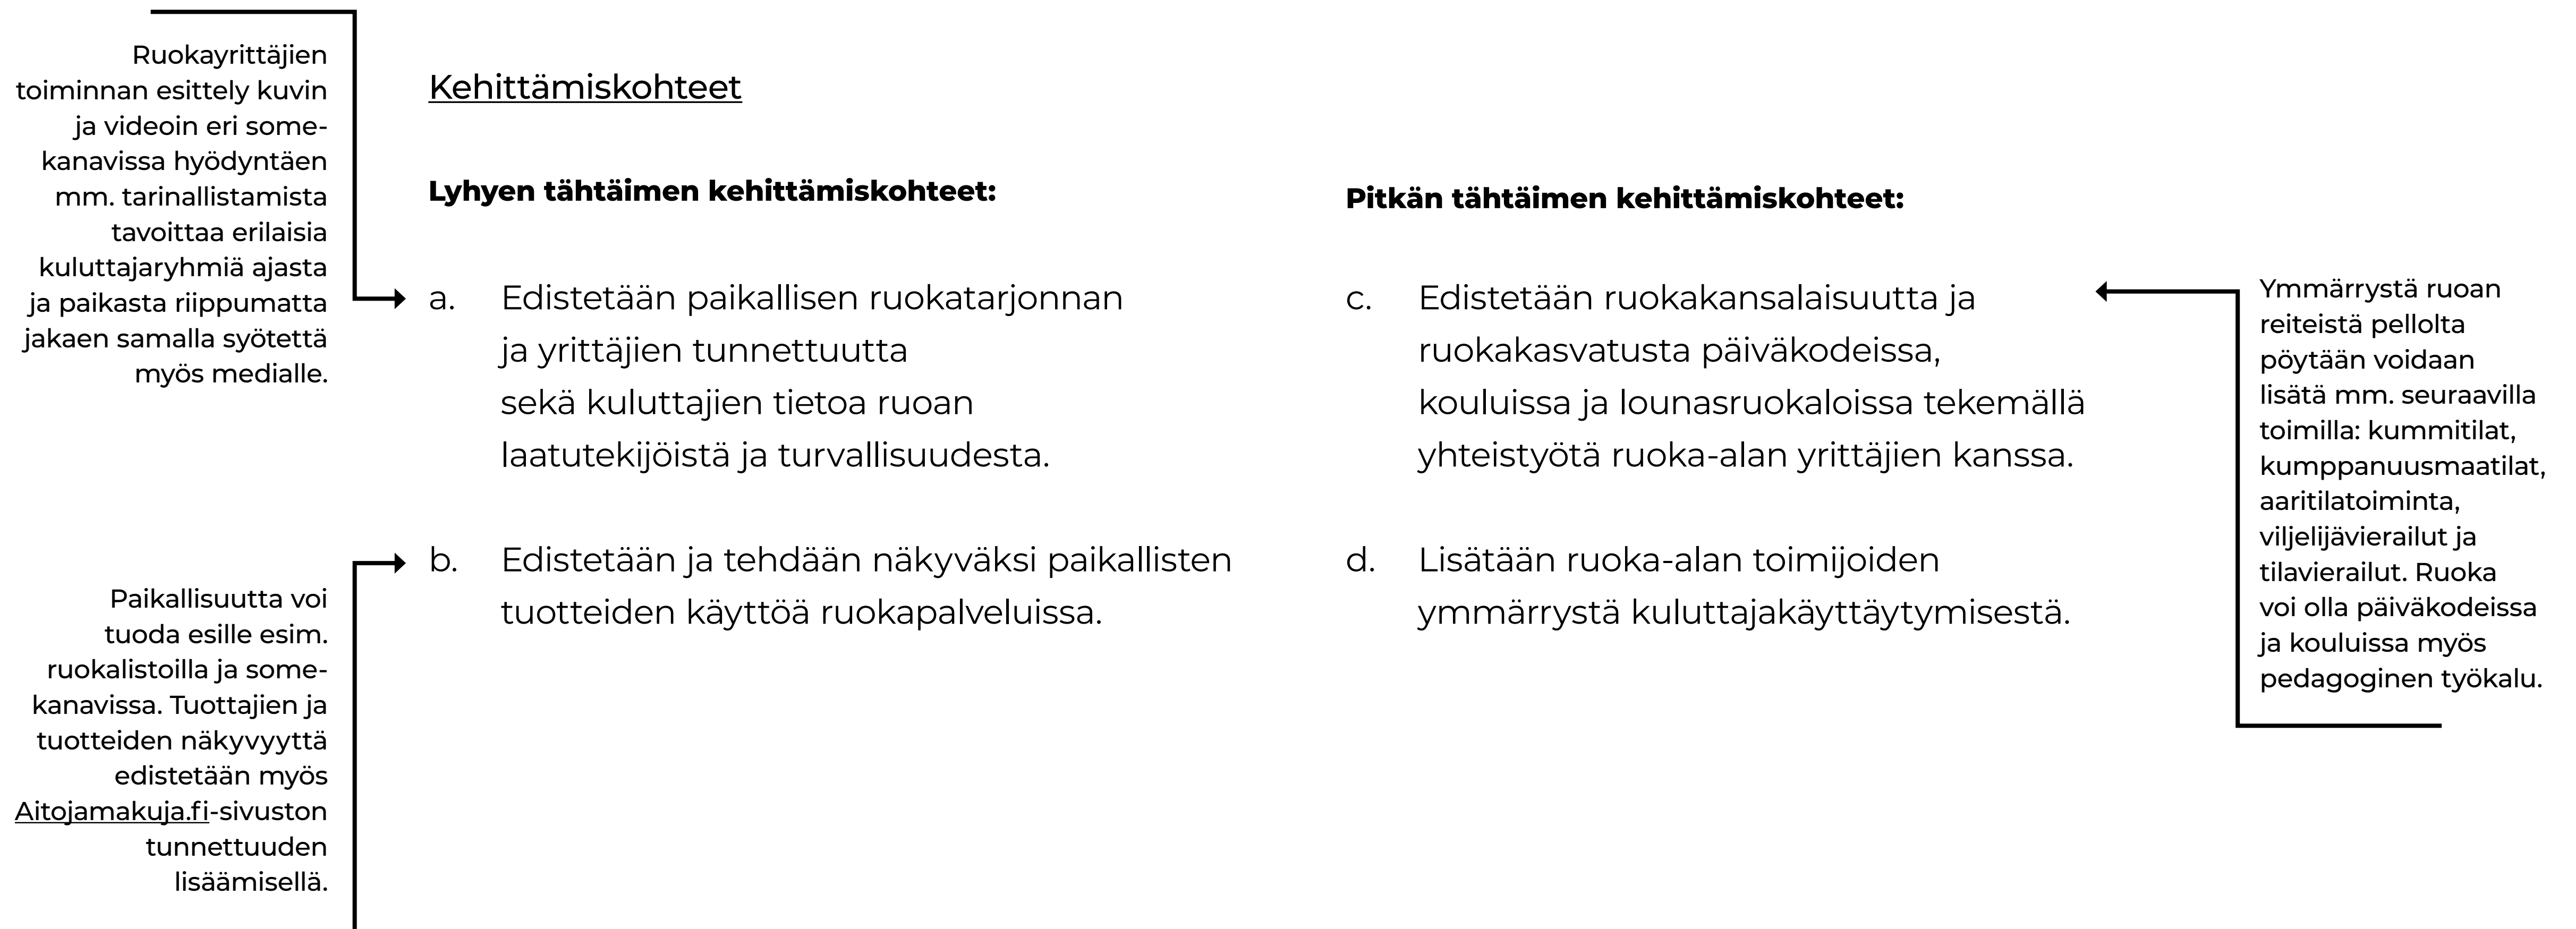 Ruokayrittäjien
toiminnan esittely kuvin
ja videoin eri some-
kanavissa hyödyntäen
mm. tarinallistamista
tavoittaa erilaisia
kuluttajaryhmiä ajasta
ja paikasta riippumatta
jakaen samalla syötettä
myös medialle.
Paikallisuutta voi
tuoda esille esim.
ruokalistoilla ja some-
kanavissa. Tuottajien ja
tuotteiden näkyvyyttä
edistetään myös
Aitojamakuja.fi-sivuston
tunnettuuden
lisäämisellä.
Kehittämiskohteet
Lyhyen tähtäimen kehittämiskohteet:
a. Edistetään paikallisen ruokatarjonnan
ja yrittäjien tunnettuutta
sekä kuluttajien tietoa ruoan
laatutekijöistä ja turvallisuudesta.
b. Edistetään ja tehdään näkyväksi paikallisten
tuotteiden käyttöä ruokapalveluissa.
Pitkän tähtäimen kehittämiskohteet:
c. Edistetään ruokakansalaisuutta ja
ruokakasvatusta päiväkodeissa,
kouluissa ja lounasruokaloissa tekemällä
yhteistyötä ruoka-alan yrittäjien kanssa.
d. Lisätään ruoka-alan toimijoiden
ymmärrystä kuluttajakäyttäytymisestä.
Ymmärrystä ruoan
reiteistä pellolta
pöytään voidaan
lisätä mm. seuraavilla
toimilla: kummitilat,
kumppanuusmaatilat,
aaritilatoiminta,
viljelijävierailut ja
tilavierailut. Ruoka
voi olla päiväkodeissa
ja kouluissa myös
pedagoginen työkalu.